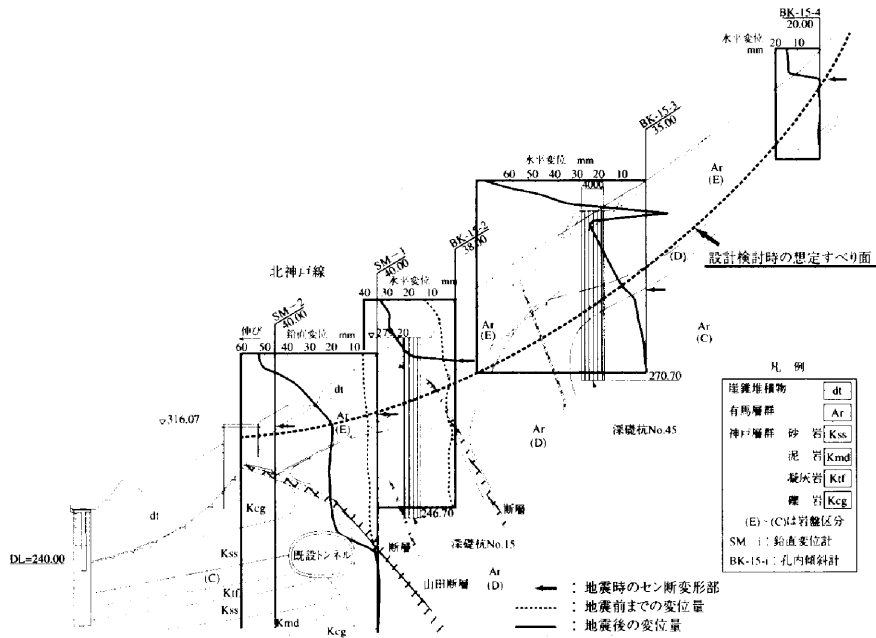 BK-15-4
20.00
水平変位
20 10
mm
BK-15-3
35.00
水平変位 mm
60 50 40 30 20 10
4000
Ar
(E)
(D)
設計検討時の想定すべり面
BK-15-2
38.00
SM-1
40.00
水平変位
40 30 20 10
mm
北神戸線
SM-2
40.00
伸び
鉛直変位 mm
60 50 40 30 20 10
Ar
(E)
Ar
(C)
270.70
dt
Ar
(E)
▽316.07
Ar
(D)
深礎杭No.45
246.70
断層
dt
Kcg
Kss
(C)
Ktf
Kss
既設トンネル
断層
深礎杭No.15
山田断層
Ar
(D)
DL=240.00
Kmd
Kcg
凡例
崖錐堆積物 dt
有馬層群 Ar
神戸層群 砂岩 Kss
泥岩 Kmd
凝灰岩 Ktf
礫岩 Kcg
(E)~(C)は岩盤区分
SM-i：鉛直変位計
BK-15-i：孔内傾斜計
：地震時のセン断変形部
：地震前までの変位量
：地震後の変位量